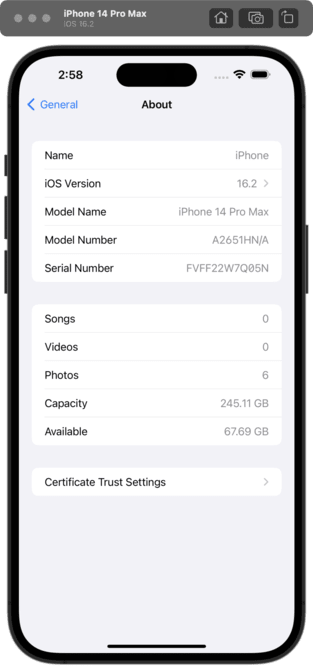 iPhone 14 Pro Max
iOS 16.2
2:58
General
About
Name iPhone
iOS Version 16.2
Model Name iPhone 14 Pro Max
Model Number A2651HN/A
Serial Number FVFF22W7Q05N
Songs 0
Videos 0
Photos 6
Capacity 245.11 GB
Available 67.69 GB
Certificate Trust Settings